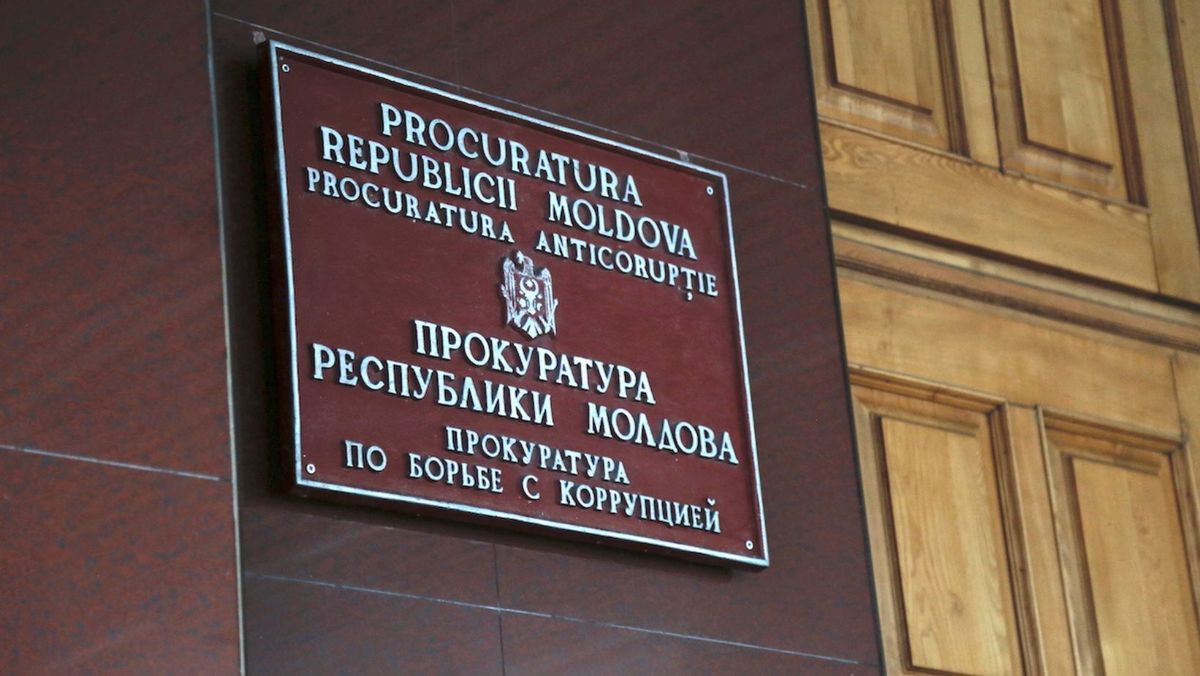 PROCURATURA
REPUBLICII MOLDOVA
PROCURATURA ANTICORUPȚIE
ПРОКУРАТУРА
РЕСПУБЛИКИ МОЛДОВА
ПРОКУРАТУРА
ПО БОРЬБЕ С КОРРУПЦИЕЙ